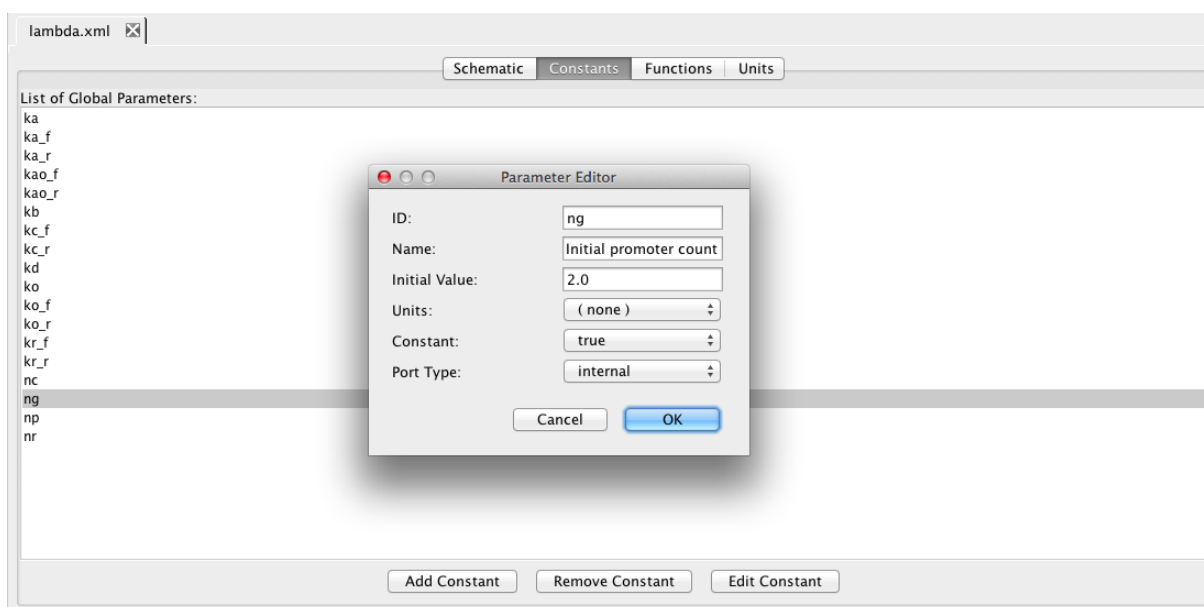 lambda.xml
Schematic Constants Functions Units
List of Global Parameters:
ka
ka_f
ka_r
kao_f
kao_r
kb
kc_f
kc_r
kd
ko
ko_f
ko_r
kr_f
kr_r
nc
ng
np
nr
Parameter Editor
ID: ng
Name: Initial promoter count
Initial Value: 2.0
Units: ( none )
Constant: true
Port Type: internal
Cancel OK
Add Constant Remove Constant Edit Constant